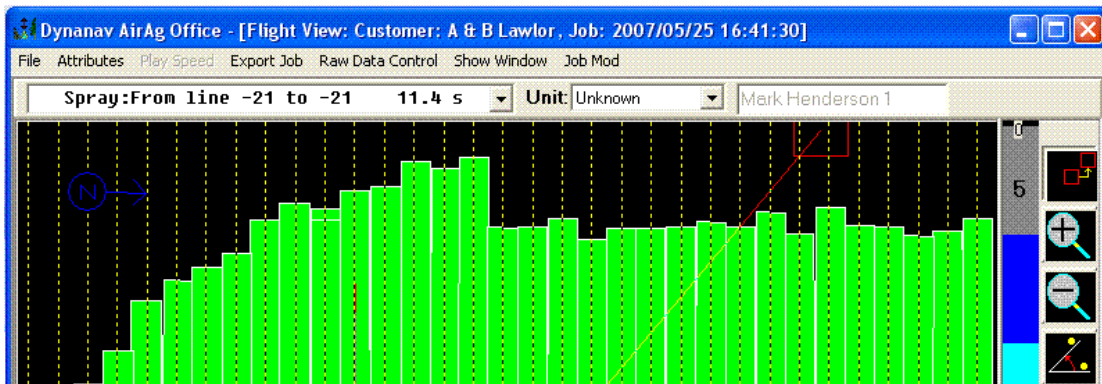 Dynanav AirAg Office - [Flight View: Customer: A & B Lawlor, Job: 2007/05/25 16:41:30]
File Attributes Play Speed Export Job Raw Data Control Show Window Job Mod
Spray:From line -21 to -21 11.4 s Unit: Unknown Mark Henderson 1
0
N
5